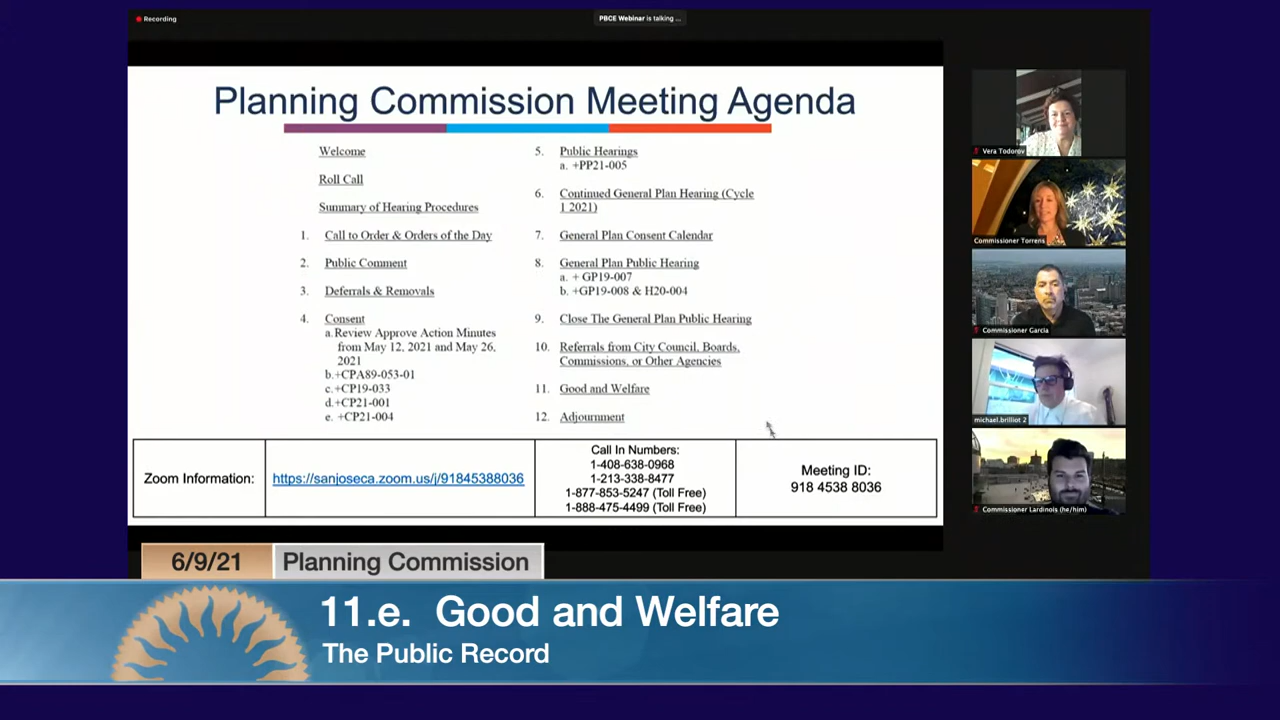 Recording
PBCE Webinar is talking ...
Planning Commission Meeting Agenda
Welcome
Roll Call
Summary of Hearing Procedures
1. Call to Order & Orders of the Day
2. Public Comment
3. Deferrals & Removals
4. Consent
a.Review Approve Action Minutes
from May 12, 2021 and May 26,
2021
b.+CPA89-053-01
c.+CP19-033
d.+CP21-001
e. +CP21-004
5. Public Hearings
a. +PP21-005
6. Continued General Plan Hearing (Cycle
1 2021)
7. General Plan Consent Calendar
8. General Plan Public Hearing
a. + GP19-007
b. +GP19-008 & H20-004
9. Close The General Plan Public Hearing
10. Referrals from City Council, Boards,
Commissions, or Other Agencies
11. Good and Welfare
12. Adjournment
Zoom Information:
https://sanjoseca.zoom.us/j/91845388036
Call In Numbers:
1-408-638-0968
1-213-338-8477
1-877-853-5247 (Toll Free)
1-888-475-4499 (Toll Free)
Meeting ID:
918 4538 8036
Vera Todorov
Commissioner Torrens
Commissioner Garcia
michael.brilliot 2
Commissioner Lardinois (he/him)
6/9/21
Planning Commission
11.e. Good and Welfare
The Public Record